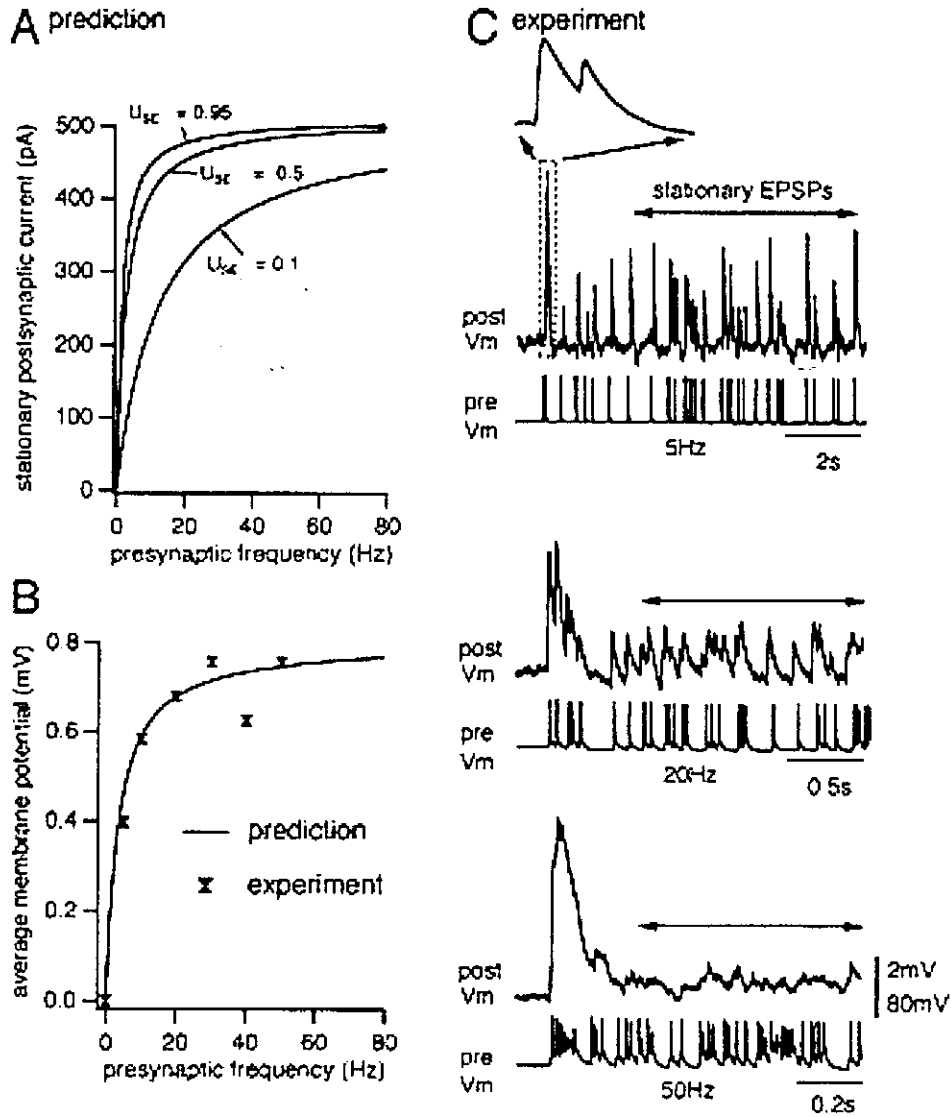 A prediction
stationary postsynaptic current (pA)
500
400
300
200
100
0
U_SE = 0.95
U_SE = 0.5
U_SE = 0.1
0 20 40 60 80
presynaptic frequency (Hz)
B
average membrane potential (mV)
0.8
0.6
0.4
0.2
0.0
prediction
experiment
0 20 40 60 80
presynaptic frequency (Hz)
C experiment
stationary EPSPs
post
Vm
pre
Vm
5Hz
2s
post
Vm
pre
Vm
20Hz
0.5s
post
Vm
2mV
80mV
pre
Vm
50Hz
0.2s